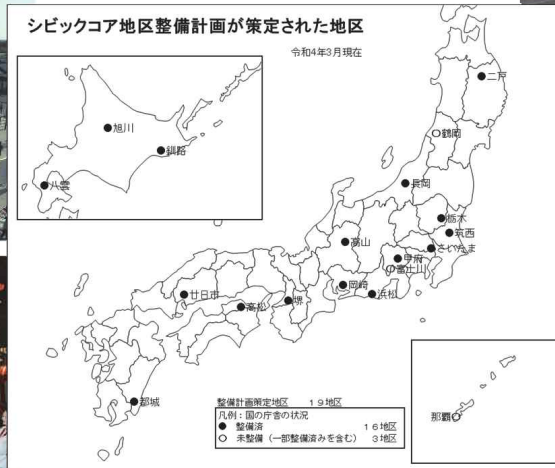 シビックコア地区整備計画が策定された地区
令和4年3月現在
旭川
釧路
八雲
二戸
鶴岡
長岡
栃木
筑西
さいたま
高山
甲府
富士川
岡崎
浜松
廿日市
高松
堺
都城
那覇
整備計画策定地区 19地区
凡例:国の庁舎の状況
● 整備済 16地区
○ 未整備(一部整備済みを含む) 3地区